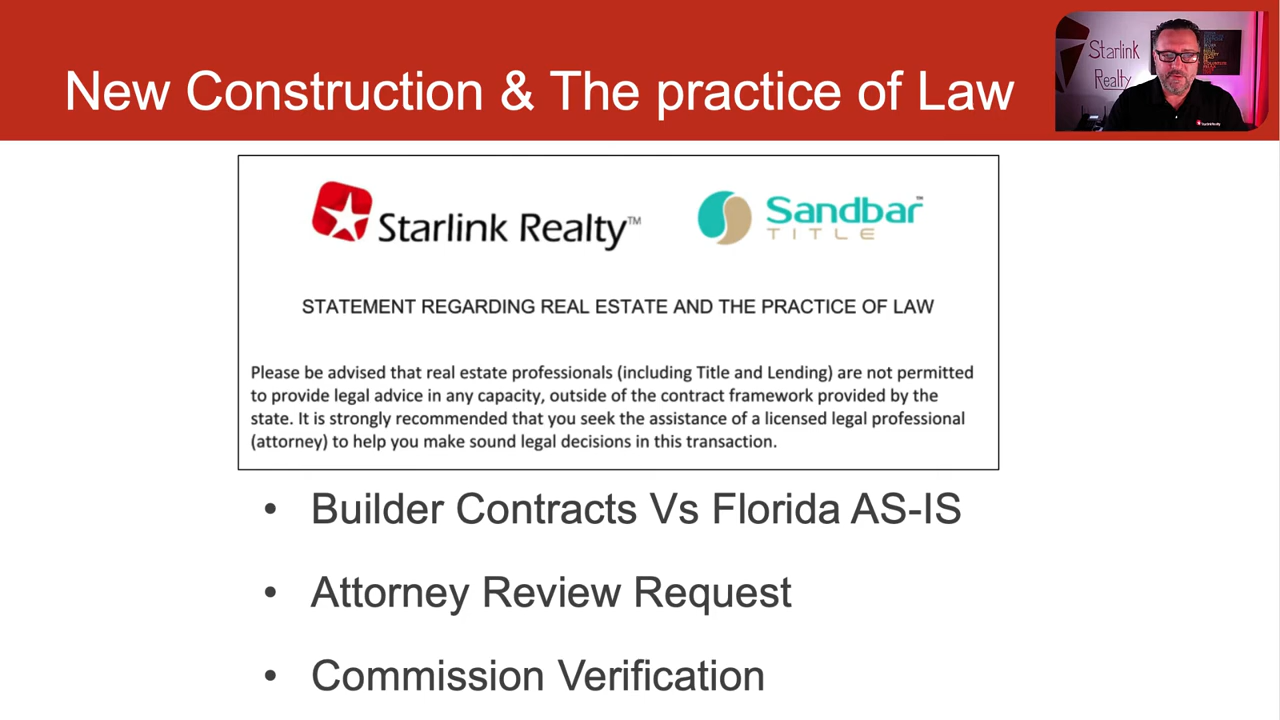 New Construction & The practice of Law
Starlink
Realty
Starlink Realty™
Sandbar™
TITLE
STATEMENT REGARDING REAL ESTATE AND THE PRACTICE OF LAW
Please be advised that real estate professionals (including Title and Lending) are not permitted
to provide legal advice in any capacity, outside of the contract framework provided by the
state. It is strongly recommended that you seek the assistance of a licensed legal professional
(attorney) to help you make sound legal decisions in this transaction.
• Builder Contracts Vs Florida AS-IS
• Attorney Review Request
• Commission Verification